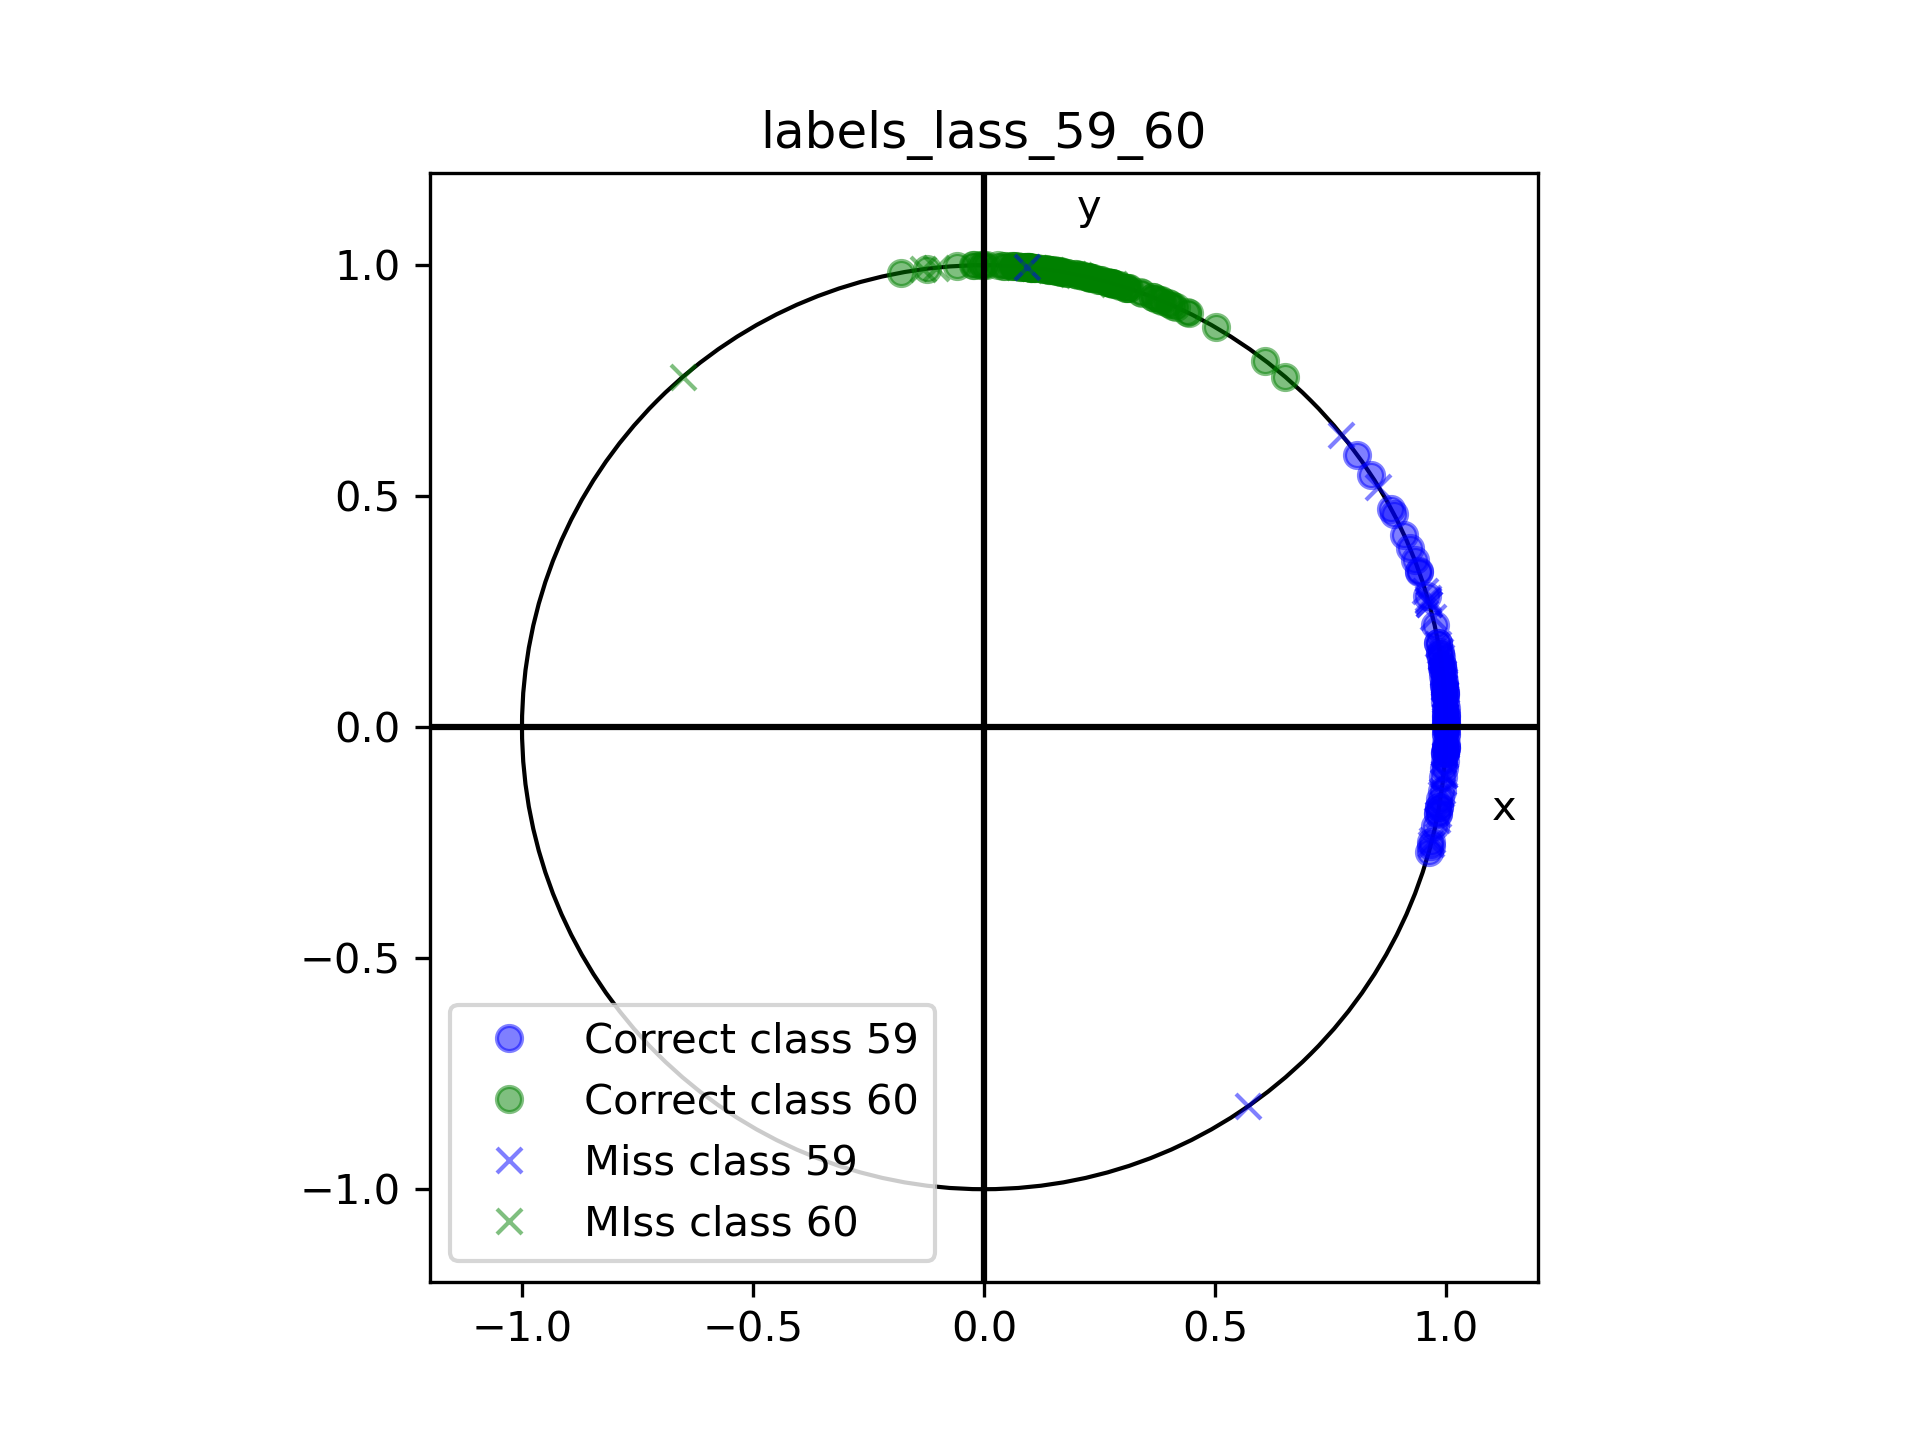 labels_lass_59_60
y
1.0
0.5
0.0
x
−0.5
−1.0
Correct class 59
Correct class 60
Miss class 59
MIss class 60
−1.0 −0.5 0.0 0.5 1.0